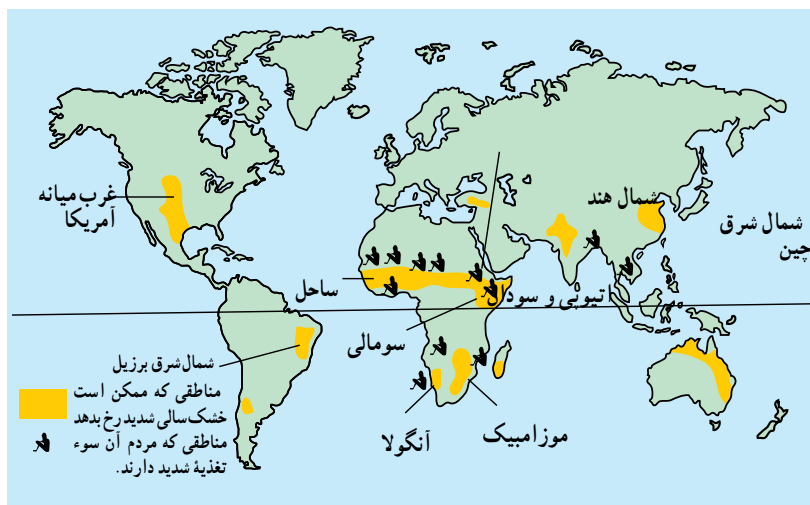 غرب میانه
آمریکا
شمال هند
شمال شرق
چین
ساحل
اتیوپی و سودال
سومالی
شمال شرق برزیل
مناطقی که ممکن است
خشک‌سالی شدید رخ بدهد
مناطقی که مردم آن سوء
تغذیهٔ شدید دارند.
آنگولا
موزامبیک